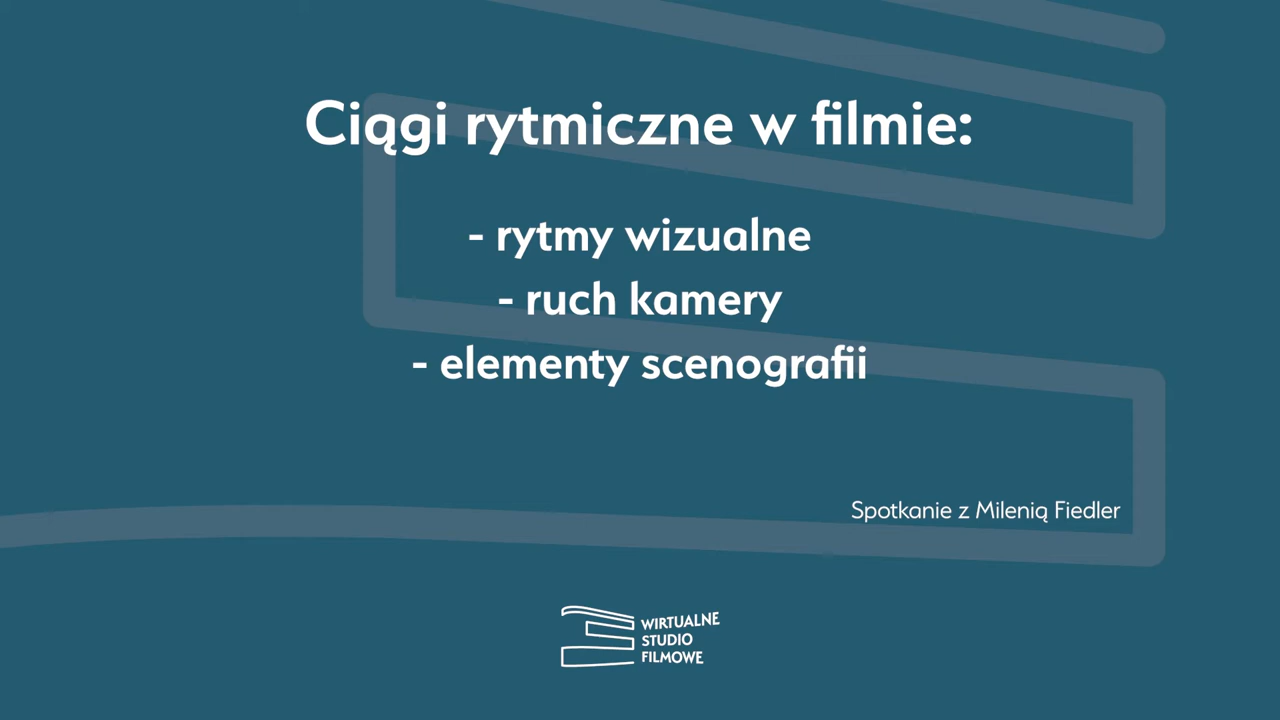 Ciągi rytmiczne w filmie:
- rytmy wizualne
- ruch kamery
- elementy scenografii
Spotkanie z Milenią Fiedler
WIRTUALNE
STUDIO
FILMOWE